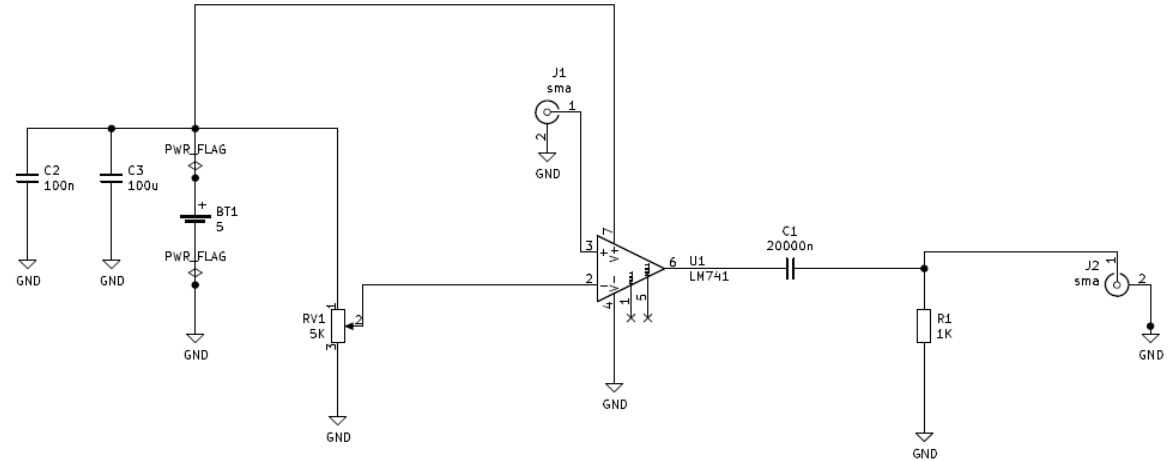 J1
sma
1
2
GND
PWR_FLAG
C2
100n
C3
100u
+
BT1
5
PWR_FLAG
GND
GND
GND
7
3
+
V+
6
U1
LM741
2
-
V-
4
1
5
C1
20000n
1
J2
sma
2
GND
1
RV1
5K
2
3
GND
GND
R1
1K
GND